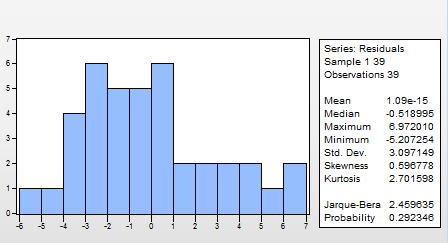 7
6
5
4
3
2
1
0
-6 -5 -4 -3 -2 -1 0 1 2 3 4 5 6 7
Series: Residuals
Sample 1 39
Observations 39
Mean 1.09e-15
Median -0.518995
Maximum 6.972010
Minimum -5.207254
Std. Dev. 3.097149
Skewness 0.596778
Kurtosis 2.701598
Jarque-Bera 2.459635
Probability 0.292346